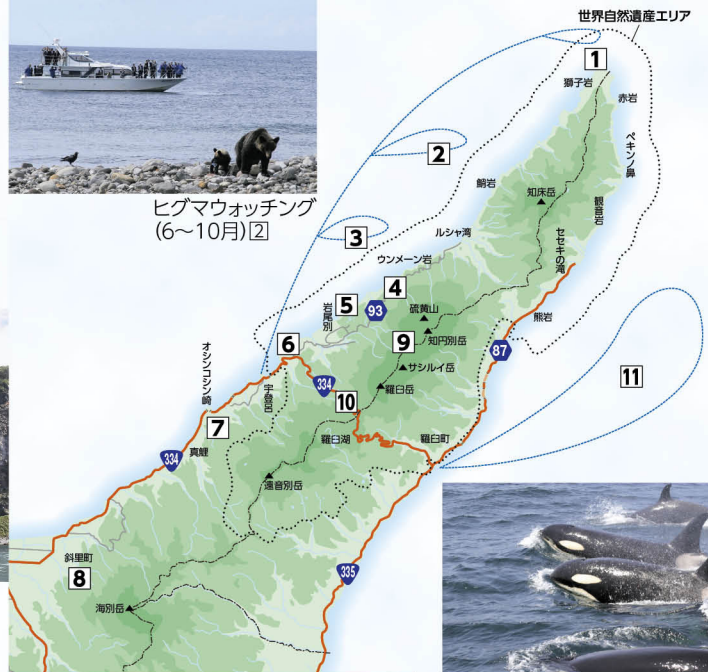 世界自然遺産エリア
1
獅子岩
赤岩
ペキンノ鼻
2
知床岳
観音岩
蛸岩
ヒグマウォッチング
(6〜10月)2
3
ルシャ湾
セセキの滝
ウンメーン岩
4
5
岩尾別
93
硫黄山
熊岩
6
9
知円別岳
87
オシンコシン崎
サシルイ岳
11
宇登呂
334
羅臼岳
10
7
羅臼湖
羅臼町
真鯉
334
遠音別岳
斜里町
8
335
海別岳